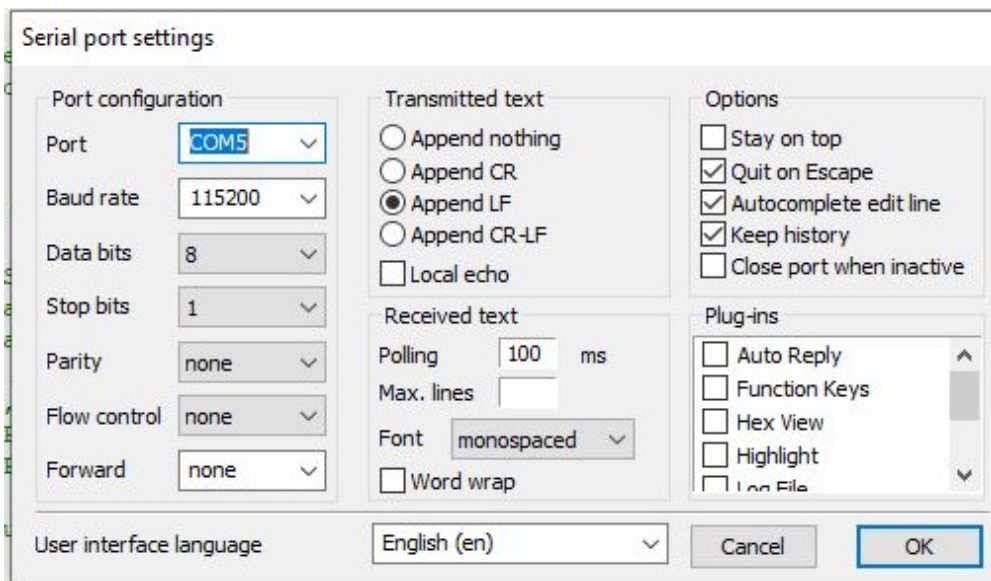 Serial port settings
Port configuration
Port COM5
Baud rate 115200
Data bits 8
Stop bits 1
Parity none
Flow control none
Forward none
Transmitted text
Append nothing
Append CR
Append LF
Append CR-LF
Local echo
Received text
Polling 100 ms
Max. lines
Font monospaced
Word wrap
Options
Stay on top
Quit on Escape
Autocomplete edit line
Keep history
Close port when inactive
Plug-ins
Auto Reply
Function Keys
Hex View
Highlight
Log File
User interface language English (en)
Cancel OK